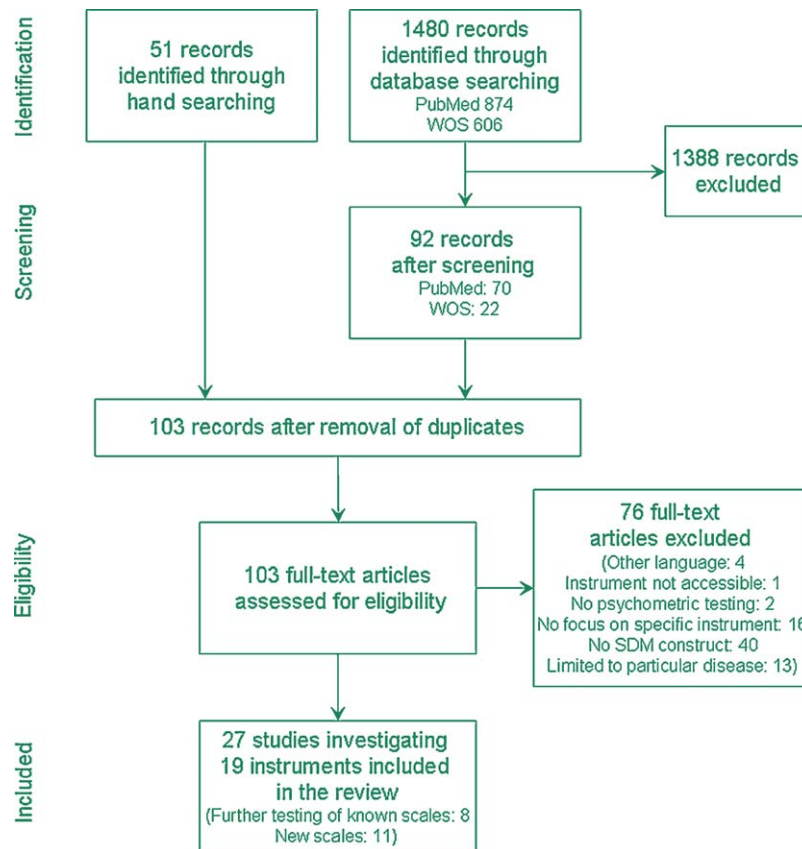 Identification
51 records
identified through
hand searching
1480 records
identified through
database searching
PubMed 874
WOS 606
1388 records
excluded
Screening
92 records
after screening
PubMed: 70
WOS: 22
103 records after removal of duplicates
Eligibility
103 full-text articles
assessed for eligibility
76 full-text
articles excluded
(Other language: 4
Instrument not accessible: 1
No psychometric testing: 2
No focus on specific instrument: 16
No SDM construct: 40
Limited to particular disease: 13)
Included
27 studies investigating
19 instruments included
in the review
(Further testing of known scales: 8
New scales: 11)